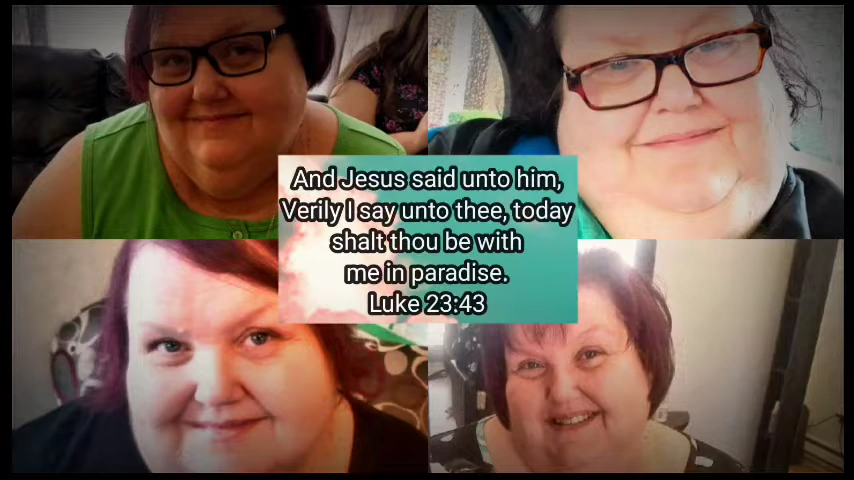 And Jesus said unto him,
Verily I say unto thee, today
shalt thou be with
me in paradise.
Luke 23:43